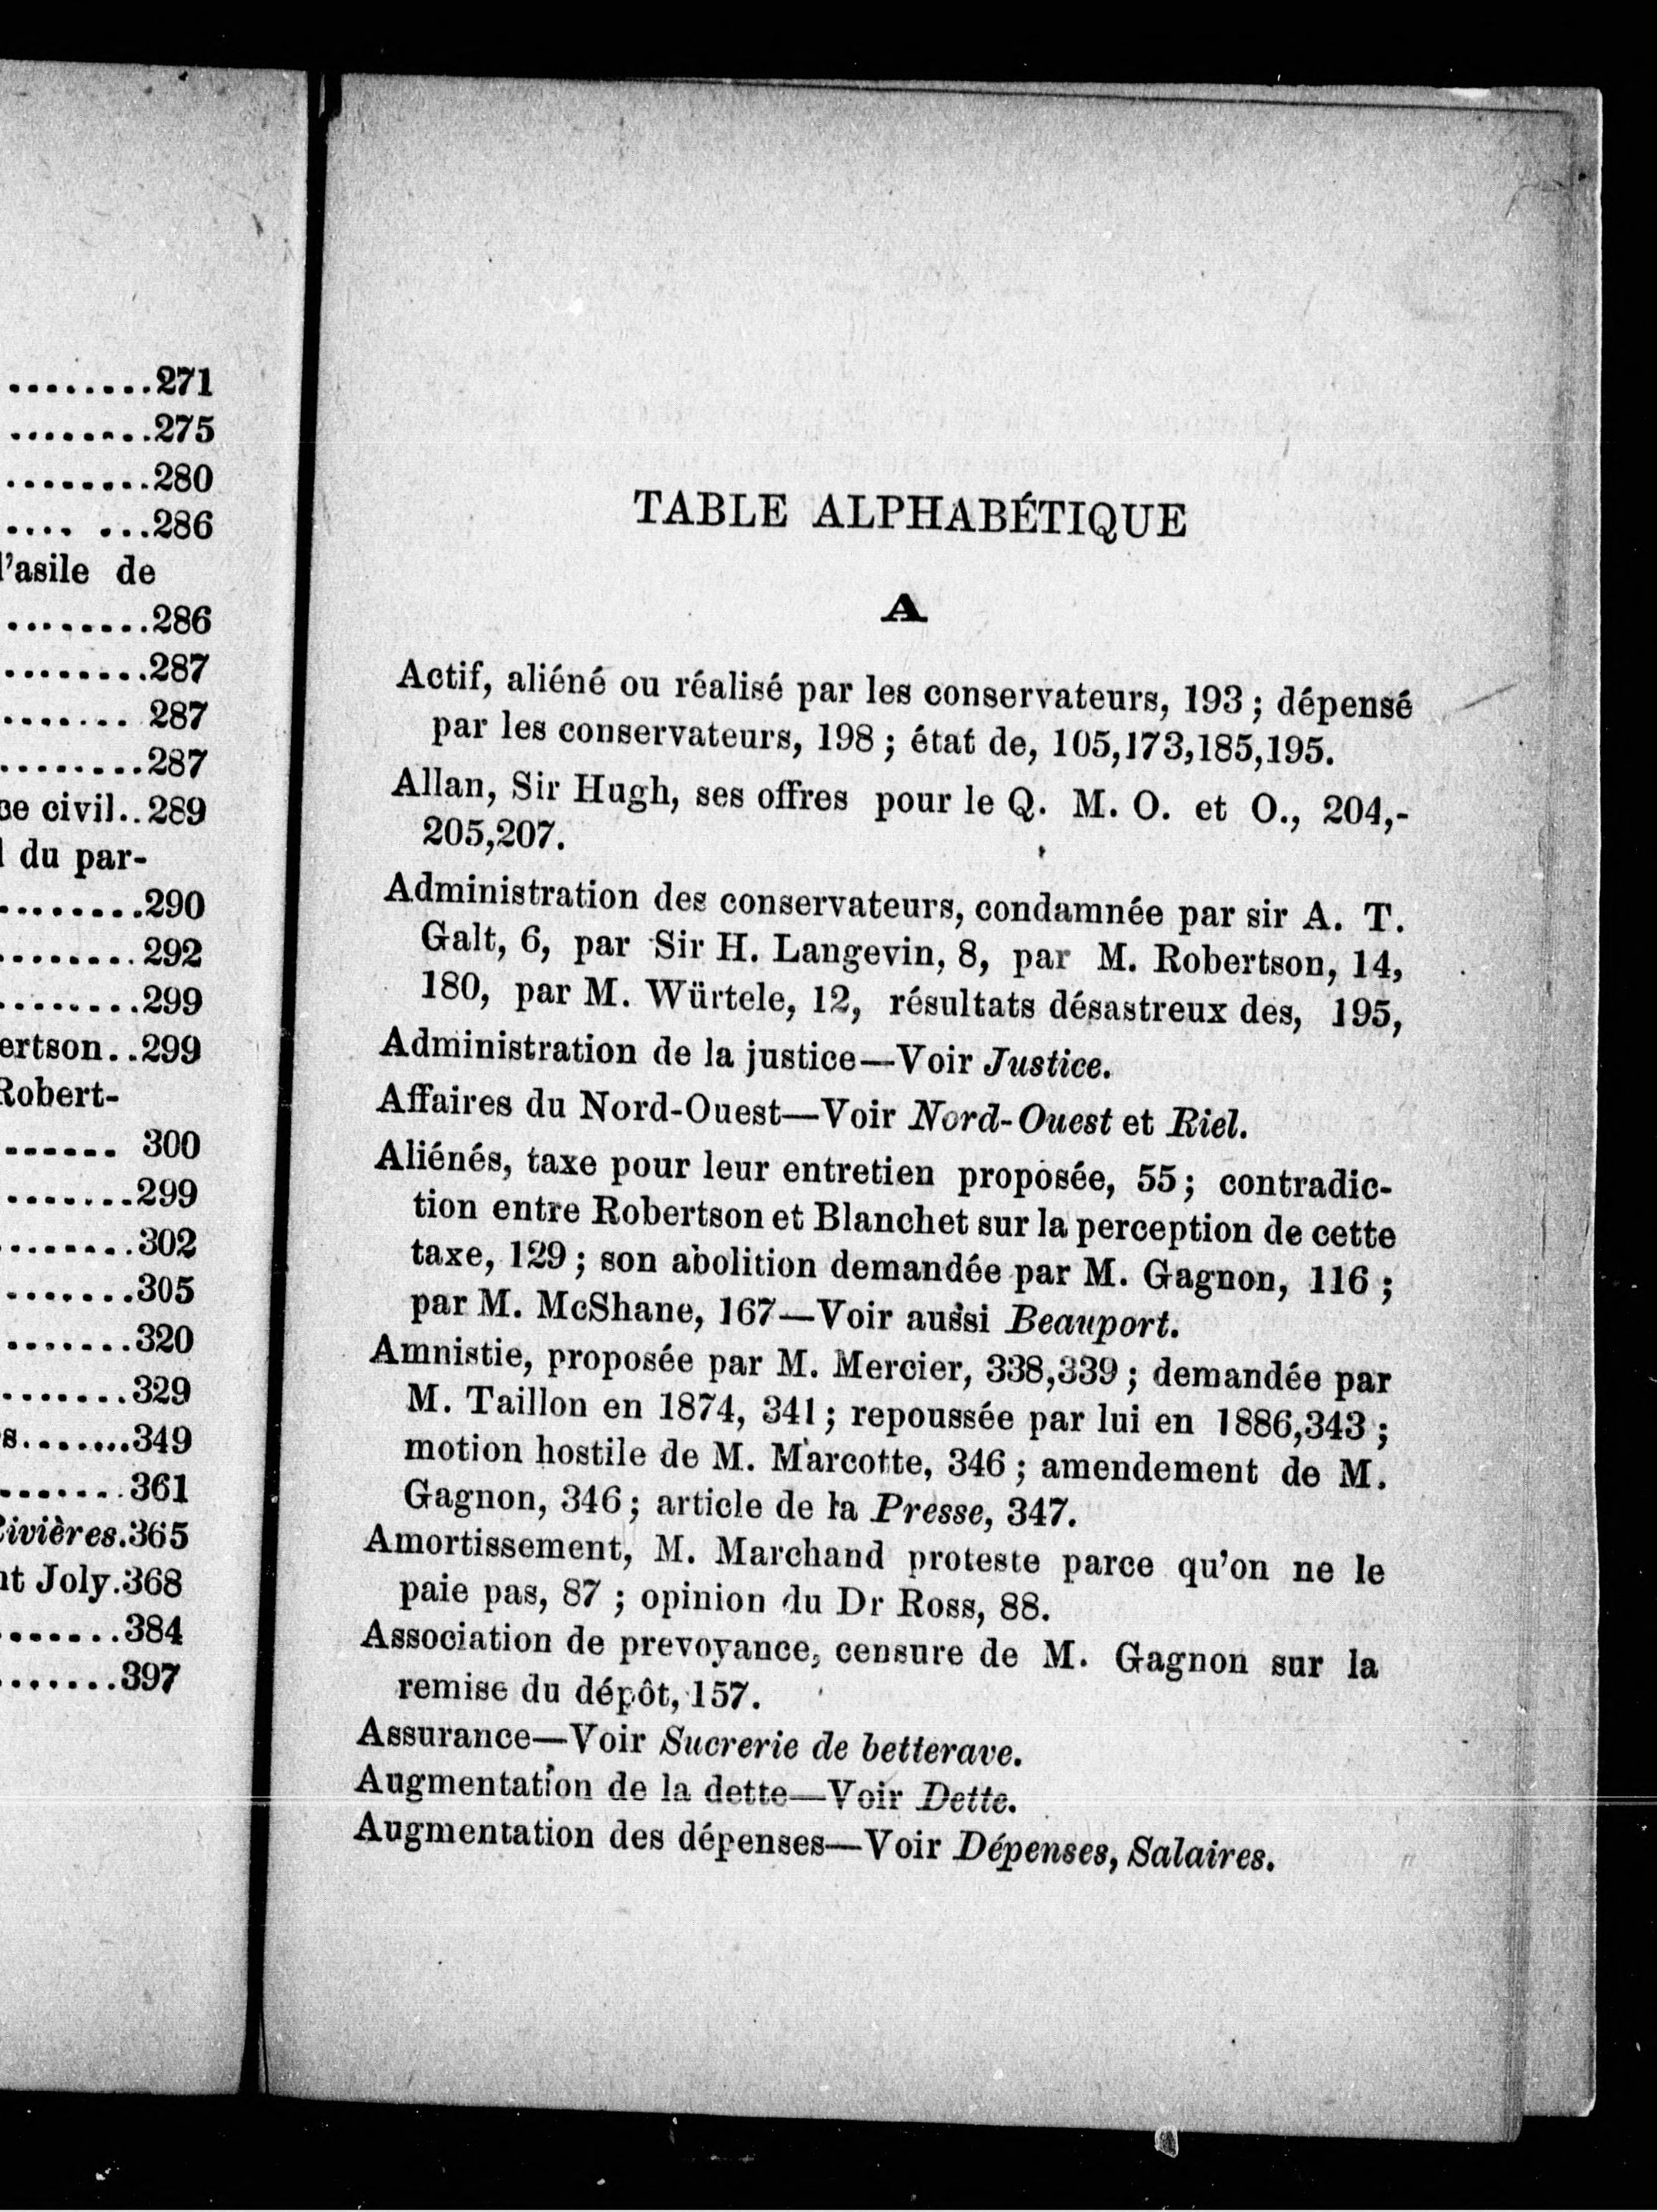 ........271
........275
........280
.... ...286
l'asile de
........286
........287
....... 287
........287
ce civil..289
du par-
........290
........292
........299
ertson..299
Robert-
....... 300
.......299
........302
.......305
.......320
.......329
s.......349
.......361
Rivières.365
nt Joly.368
.......384
.......397
TABLE ALPHABÉTIQUE
A
Actif, aliéné ou réalisé par les conservateurs, 193 ; dépensé
par les conservateurs, 198 ; état de, 105,173,185,195.
Allan, Sir Hugh, ses offres pour le Q. M. O. et O., 204,-
205,207.
Administration des conservateurs, condamnée par sir A. T.
Galt, 6, par Sir H. Langevin, 8, par M. Robertson, 14,
180, par M. Würtele, 12, résultats désastreux des, 195,
Administration de la justice—Voir Justice.
Affaires du Nord-Ouest—Voir Nord-Ouest et Riel.
Aliénés, taxe pour leur entretien proposée, 55 ; contradic-
tion entre Robertson et Blanchet sur la perception de cette
taxe, 129 ; son abolition demandée par M. Gagnon, 116 ;
par M. McShane, 167—Voir aussi Beauport.
Amnistie, proposée par M. Mercier, 338,339 ; demandée par
M. Taillon en 1874, 341 ; repoussée par lui en 1886,343 ;
motion hostile de M. Marcotte, 346 ; amendement de M.
Gagnon, 346 ; article de la Presse, 347.
Amortissement, M. Marchand proteste parce qu'on ne le
paie pas, 87 ; opinion du Dr Ross, 88.
Association de prevoyance, censure de M. Gagnon sur la
remise du dépôt, 157.
Assurance—Voir Sucrerie de betterave.
Augmentation de la dette—Voir Dette.
Augmentation des dépenses—Voir Dépenses, Salaires.